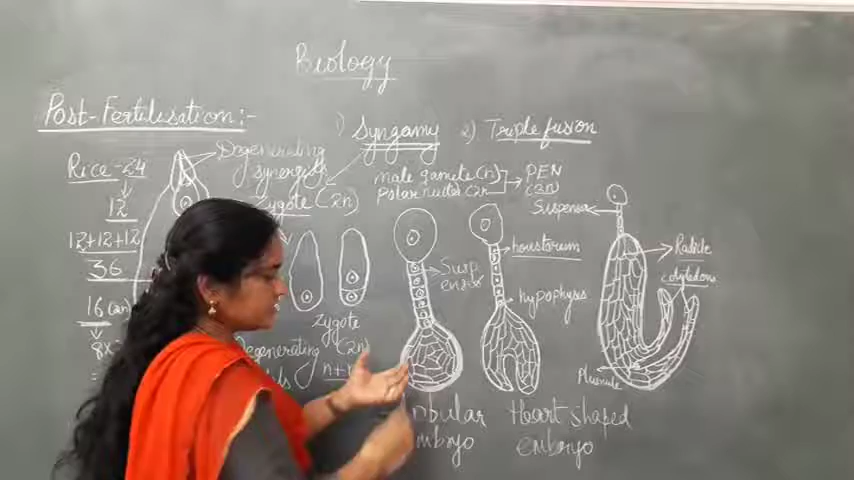 Biology
Post-Fertilisation:-
1) Syngamy 2) Triple fusion
Rice - 24
12
12+12+12
36
16 (2n)
8x
Degenerating
synergids
Zygote (2n)
male gamete (n)
Polar nuclei (2n
PEN
(3n)
Zygote
(2n)
Degenerating
n+n
Susp
ensor
houstorium
hypophysis
Suspensor
Radicle
cotyledons
Plumule
obular
embryo
Heart shaped
embryo